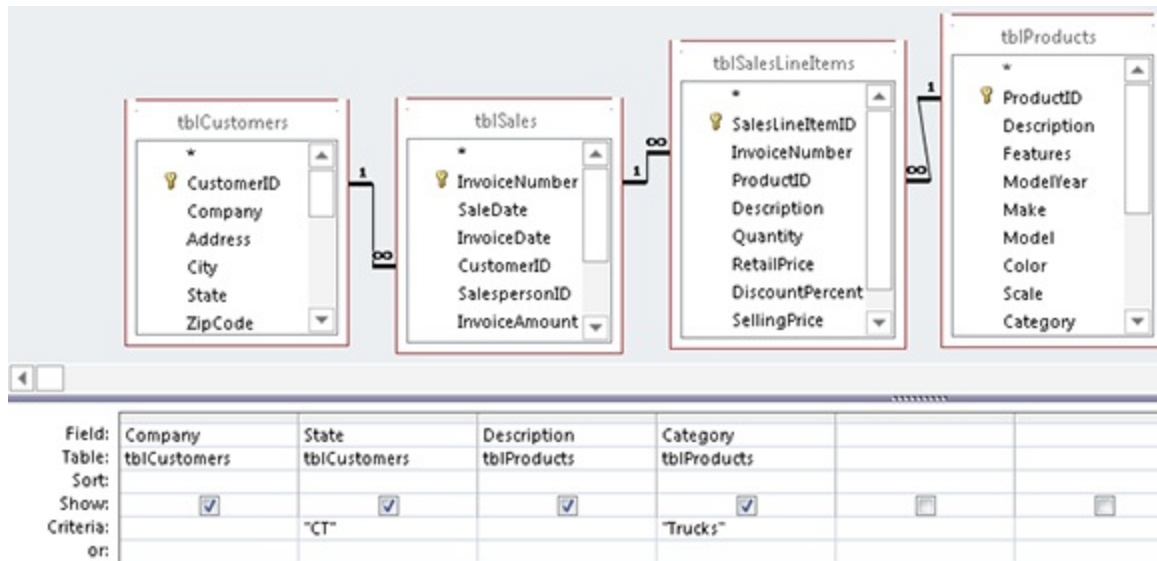 tblCustomers
*
CustomerID
Company
Address
City
State
ZipCode
1
∞
tblSales
*
InvoiceNumber
SaleDate
InvoiceDate
CustomerID
SalespersonID
InvoiceAmount
1
∞
tblSalesLineItems
*
SalesLineItemID
InvoiceNumber
ProductID
Description
Quantity
RetailPrice
DiscountPercent
SellingPrice
1
∞
tblProducts
*
ProductID
Description
Features
ModelYear
Make
Model
Color
Scale
Category
Field: Company State Description Category
Table: tblCustomers tblCustomers tblProducts tblProducts
Sort:
Show:
Criteria: "CT" "Trucks"
or: